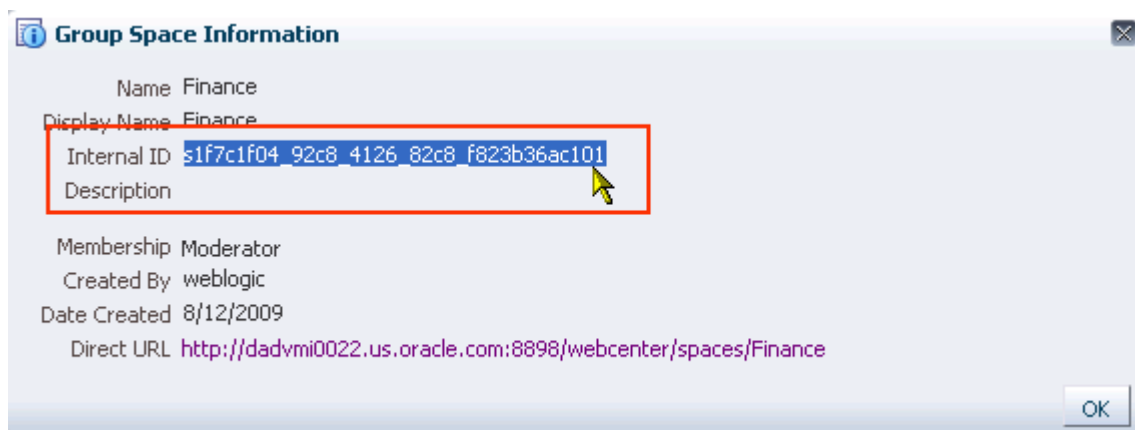 Group Space Information
Name Finance
Display Name Finance
Internal ID s1f7c1f04_92c8_4126_82c8_f823b36ac101
Description
Membership Moderator
Created By weblogic
Date Created 8/12/2009
Direct URL http://dadvmi0022.us.oracle.com:8898/webcenter/spaces/Finance
OK